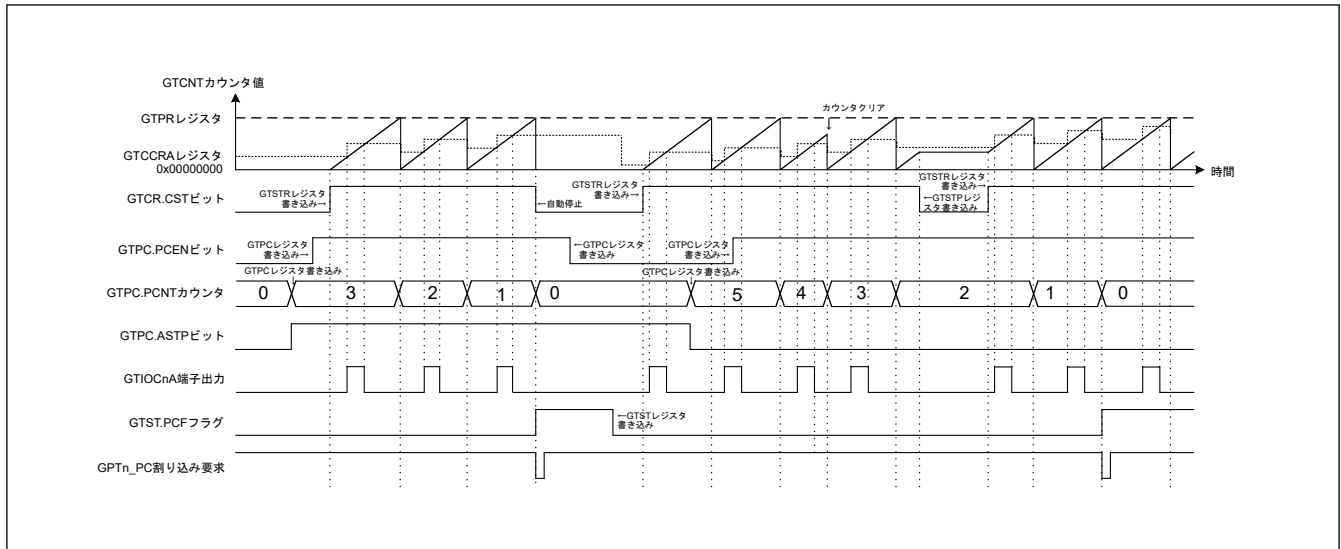 GTCNTカウンタ値
カウンタクリア
GTPRレジスタ
GTCCRAレジスタ
0x00000000
時間
GTCR.CSTビット
GTSTRレジスタ
書き込み→
←自動停止
GTSTRレジスタ
書き込み→
GTSTRレジスタ
書き込み→
←GTSTPレジ
スタ書き込み
GTPC.PCENビット
GTPCレジスタ
書き込み→
←GTPCレジスタ
書き込み
GTPCレジスタ
書き込み→
GTPCレジスタ書き込み
GTPCレジスタ書き込み
GTPC.PCNTカウンタ
0 3 2 1 0 5 4 3 2 1 0
GTPC.ASTPビット
GTIOCnA端子出力
GTST.PCFフラグ
←GTSTレジスタ
書き込み
GPTn_PC割り込み要求